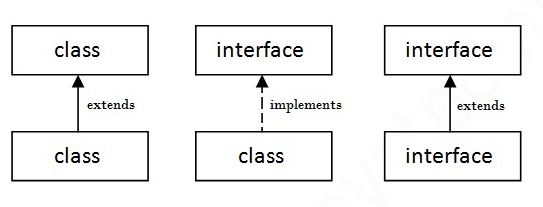 class
interface
interface
extends
implements
extends
class
class
interface